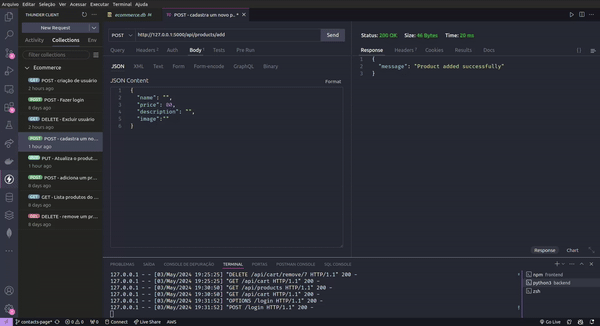 Arquivo Editar Seleção Ver Acessar Executar Terminal Ajuda
THUNDER CLIENT
ecommerce.db
POST - cadastra um novo p...
New Request
Activity Collections Env
filter collections
Ecommerce
GET POST - criação de usuário
2 hours ago
POST POST - Fazer login
8 days ago
DELETE - Excluir usuário
2 hours ago
POST POST - cadastra um no
1 hour ago
PUT - Atualiza o produt...
1 hour ago
POST POST - adiciona um pr
8 days ago
GET GET - Lista produtos do
8 days ago
DEL DELETE - remove um pr
8 days ago
POST http://127.0.0.1:5000/api/products/add Send
Query Headers Auth Body Tests Pre Run
JSON XML Text Form Form-encode GraphQL Binary
JSON Content Format
1 {
2 "name": "",
3 "price": 00,
4 "description": "",
5 "image":""
6 }
Status: 200 OK Size: 46 Bytes Time: 20 ms
Response Headers Cookies Results Docs
1 {
2 "message": "Product added successfully"
3 }
Response Chart
PROBLEMAS SAÍDA CONSOLE DE DEPURAÇÃO TERMINAL PORTAS POSTMAN CONSOLE SQL CONSOLE
127.0.0.1 - - [03/May/2024 19:25:25] "DELETE /api/cart/remove/7 HTTP/1.1" 200 -
127.0.0.1 - - [03/May/2024 19:25:25] "GET /api/cart HTTP/1.1" 200 -
127.0.0.1 - - [03/May/2024 19:30:50] "GET /api/products HTTP/1.1" 200 -
127.0.0.1 - - [03/May/2024 19:30:50] "GET /api/cart HTTP/1.1" 200 -
127.0.0.1 - - [03/May/2024 19:31:52] "OPTIONS /login HTTP/1.1" 200 -
127.0.0.1 - - [03/May/2024 19:31:52] "POST /login HTTP/1.1" 200 -
npm frontend
python3 backend
zsh
contacts-page* 0 0 0 Connect Live Share AWS Go Live